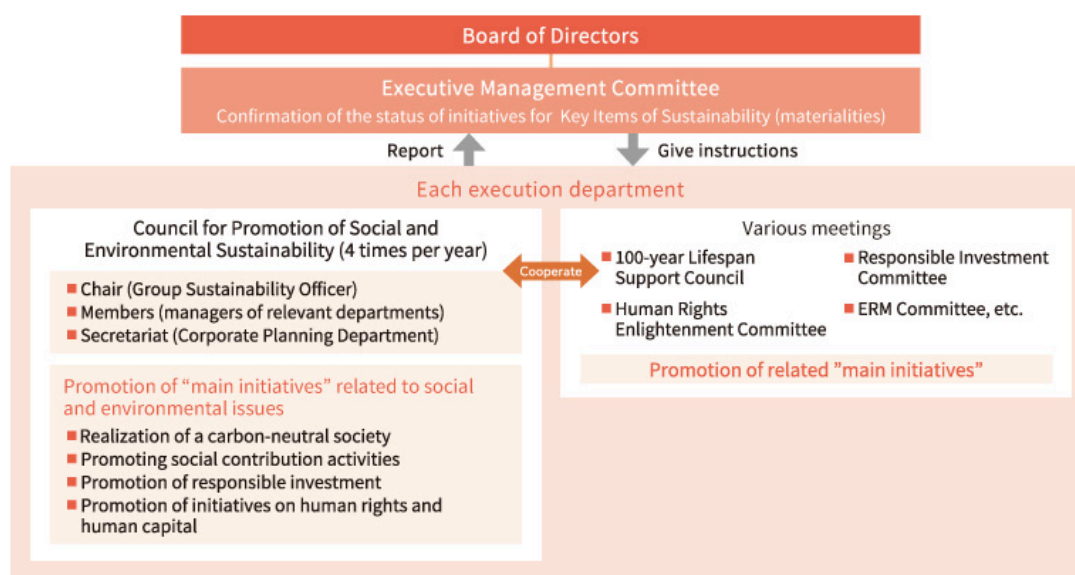 Board of Directors
Executive Management Committee
Confirmation of the status of initiatives for Key Items of Sustainability (materialities)
Report
Give instructions
Each execution department
Council for Promotion of Social and
Environmental Sustainability (4 times per year)
Chair (Group Sustainability Officer)
Members (managers of relevant departments)
Secretariat (Corporate Planning Department)
Promotion of “main initiatives” related to social
and environmental issues
Realization of a carbon-neutral society
Promoting social contribution activities
Promotion of responsible investment
Promotion of initiatives on human rights and
human capital
Cooperate
Various meetings
100-year Lifespan
Support Council
Human Rights
Enlightenment Committee
Responsible Investment
Committee
ERM Committee, etc.
Promotion of related ”main initiatives”